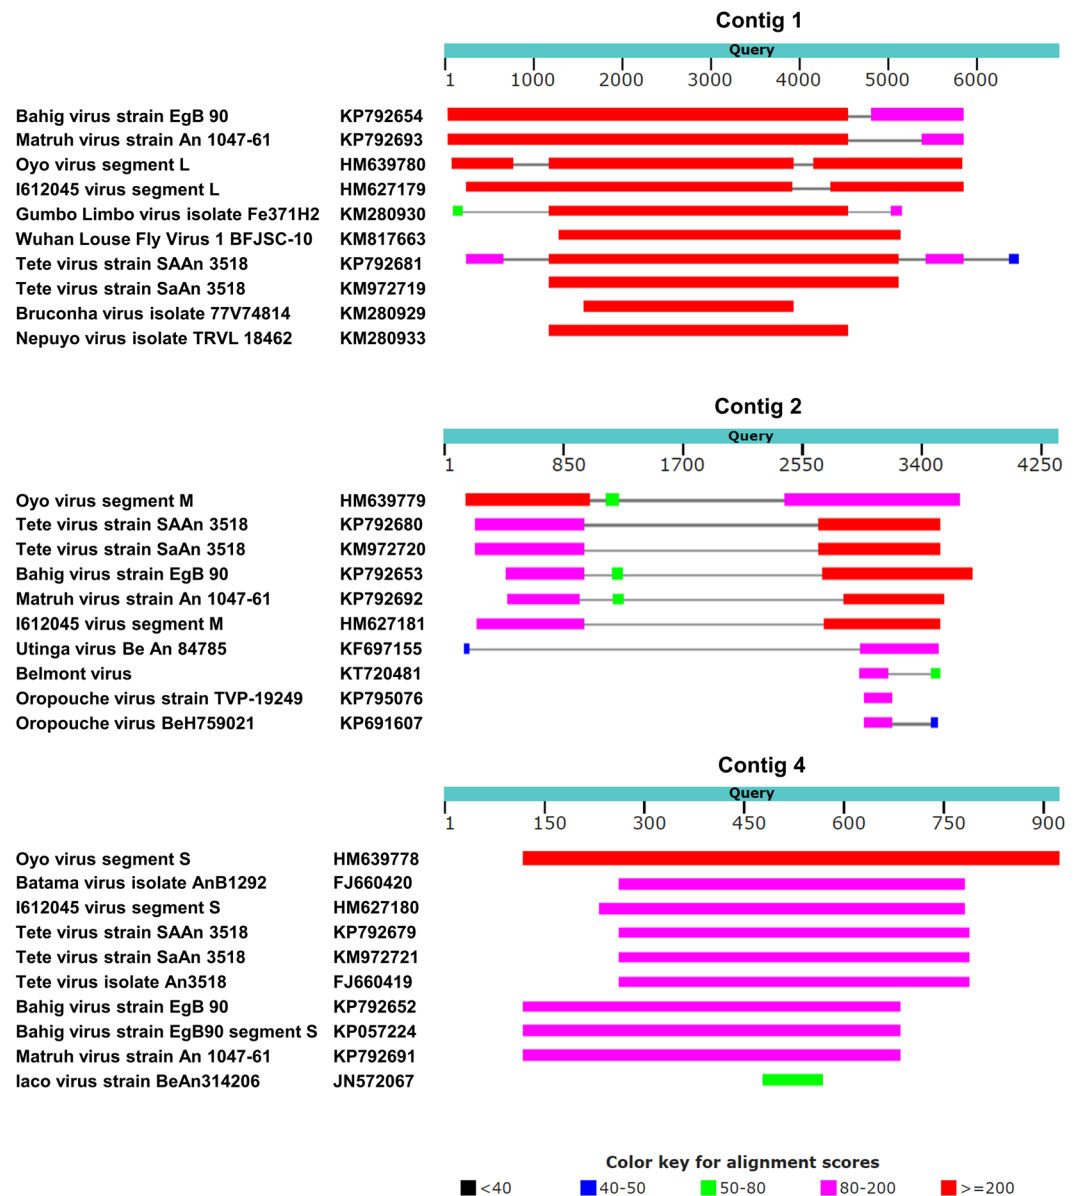 Contig 1
Query
1 1000 2000 3000 4000 5000 6000
Bahig virus strain EgB 90 KP792654
Matruh virus strain An 1047-61 KP792693
Oyo virus segment L HM639780
I612045 virus segment L HM627179
Gumbo Limbo virus isolate Fe371H2 KM280930
Wuhan Louse Fly Virus 1 BFJSC-10 KM817663
Tete virus strain SAAn 3518 KP792681
Tete virus strain SaAn 3518 KM972719
Bruconha virus isolate 77V74814 KM280929
Nepuyo virus isolate TRVL 18462 KM280933
Contig 2
Query
1 850 1700 2550 3400 4250
Oyo virus segment M HM639779
Tete virus strain SAAn 3518 KP792680
Tete virus strain SaAn 3518 KM972720
Bahig virus strain EgB 90 KP792653
Matruh virus strain An 1047-61 KP792692
I612045 virus segment M HM627181
Utinga virus Be An 84785 KF697155
Belmont virus KT720481
Oropouche virus strain TVP-19249 KP795076
Oropouche virus BeH759021 KP691607
Contig 4
Query
1 150 300 450 600 750 900
Oyo virus segment S HM639778
Batama virus isolate AnB1292 FJ660420
I612045 virus segment S HM627180
Tete virus strain SAAn 3518 KP792679
Tete virus strain SaAn 3518 KM972721
Tete virus isolate An3518 FJ660419
Bahig virus strain EgB 90 KP792652
Bahig virus strain EgB90 segment S KP057224
Matruh virus strain An 1047-61 KP792691
Iaco virus strain BeAn314206 JN572067
Color key for alignment scores
<40 40-50 50-80 80-200 >=200